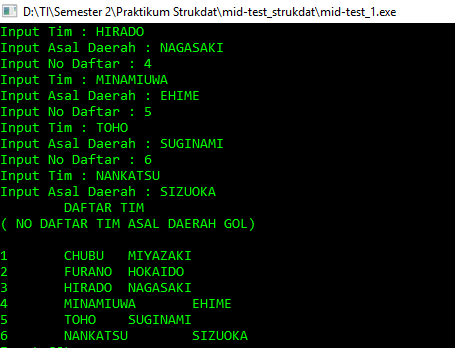 D:\TI\Semester 2\Praktikum Strukdat\mid-test_strukdat\mid-test_1.exe
Input Tim : HIRADO
Input Asal Daerah : NAGASAKI
Input No Daftar : 4
Input Tim : MINAMIUWA
Input Asal Daerah : EHIME
Input No Daftar : 5
Input Tim : TOHO
Input Asal Daerah : SUGINAMI
Input No Daftar : 6
Input Tim : NANKATSU
Input Asal Daerah : SIZUOKA
DAFTAR TIM
( NO DAFTAR TIM ASAL DAERAH GOL)
1 CHUBU MIYAZAKI
2 FURANO HOKAIDO
3 HIRADO NAGASAKI
4 MINAMIUWA EHIME
5 TOHO SUGINAMI
6 NANKATSU SIZUOKA